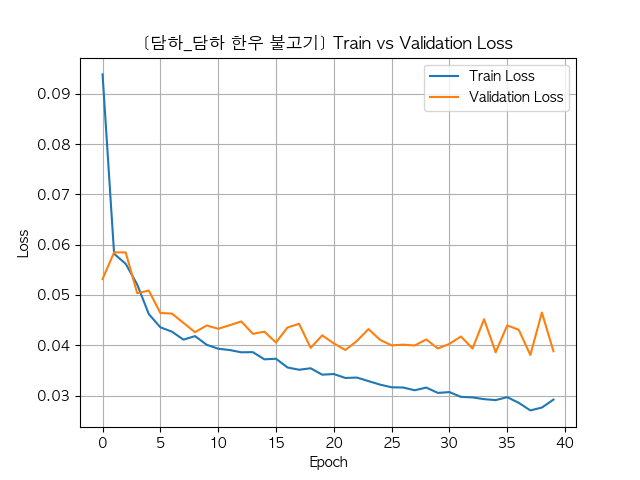 [담하_담하 한우 불고기] Train vs Validation Loss
Train Loss
Validation Loss
0.09
0.08
0.07
0.06
0.05
0.04
0.03
Loss
0 5 10 15 20 25 30 35 40
Epoch